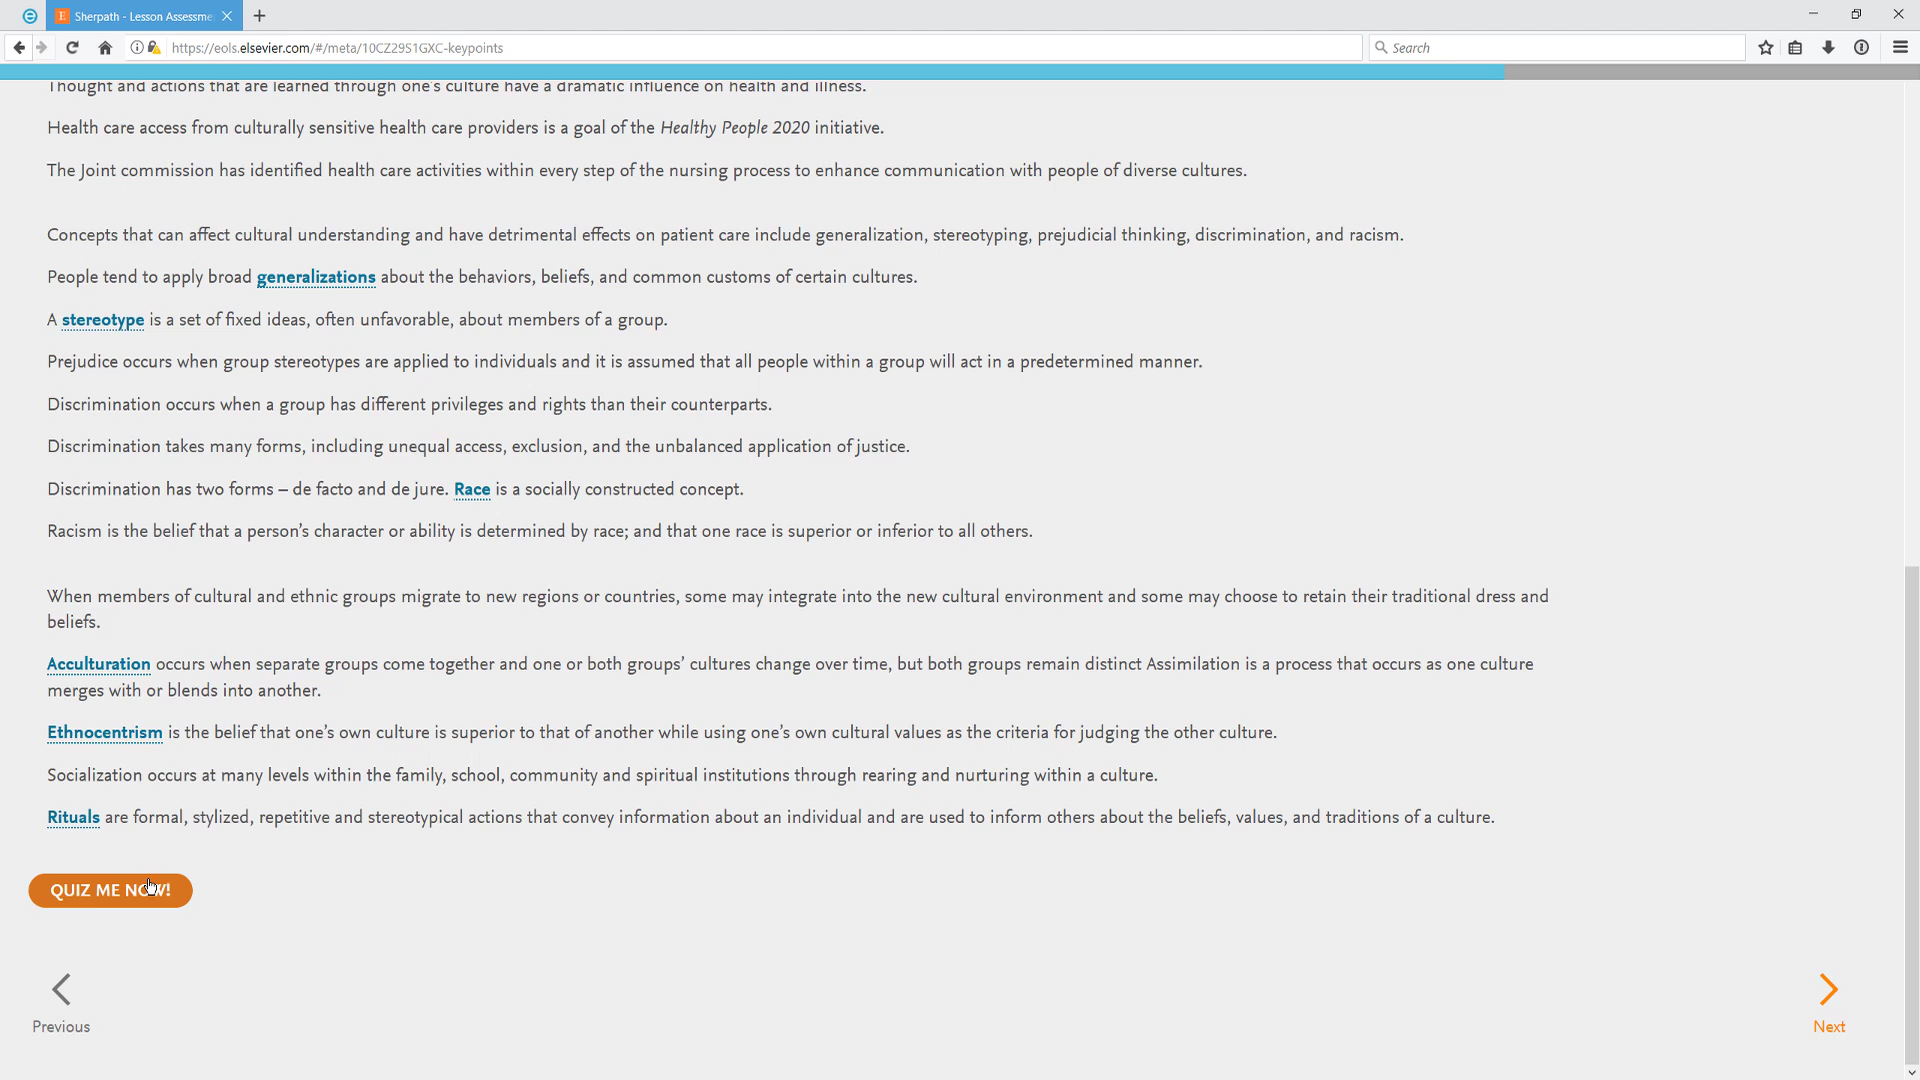 Sherpath - Lesson Assessme
https://eols.elsevier.com/#/meta/10CZ29S1GXC-keypoints
Search
Thought and actions that are learned through one's culture have a dramatic influence on health and illness.
Health care access from culturally sensitive health care providers is a goal of the Healthy People 2020 initiative.
The Joint commission has identified health care activities within every step of the nursing process to enhance communication with people of diverse cultures.
Concepts that can affect cultural understanding and have detrimental effects on patient care include generalization, stereotyping, prejudicial thinking, discrimination, and racism.
People tend to apply broad generalizations about the behaviors, beliefs, and common customs of certain cultures.
A stereotype is a set of fixed ideas, often unfavorable, about members of a group.
Prejudice occurs when group stereotypes are applied to individuals and it is assumed that all people within a group will act in a predetermined manner.
Discrimination occurs when a group has different privileges and rights than their counterparts.
Discrimination takes many forms, including unequal access, exclusion, and the unbalanced application of justice.
Discrimination has two forms – de facto and de jure. Race is a socially constructed concept.
Racism is the belief that a person's character or ability is determined by race; and that one race is superior or inferior to all others.
When members of cultural and ethnic groups migrate to new regions or countries, some may integrate into the new cultural environment and some may choose to retain their traditional dress and
beliefs.
Acculturation occurs when separate groups come together and one or both groups' cultures change over time, but both groups remain distinct Assimilation is a process that occurs as one culture
merges with or blends into another.
Ethnocentrism is the belief that one's own culture is superior to that of another while using one's own cultural values as the criteria for judging the other culture.
Socialization occurs at many levels within the family, school, community and spiritual institutions through rearing and nurturing within a culture.
Rituals are formal, stylized, repetitive and stereotypical actions that convey information about an individual and are used to inform others about the beliefs, values, and traditions of a culture.
QUIZ ME NOW!
Previous
Next